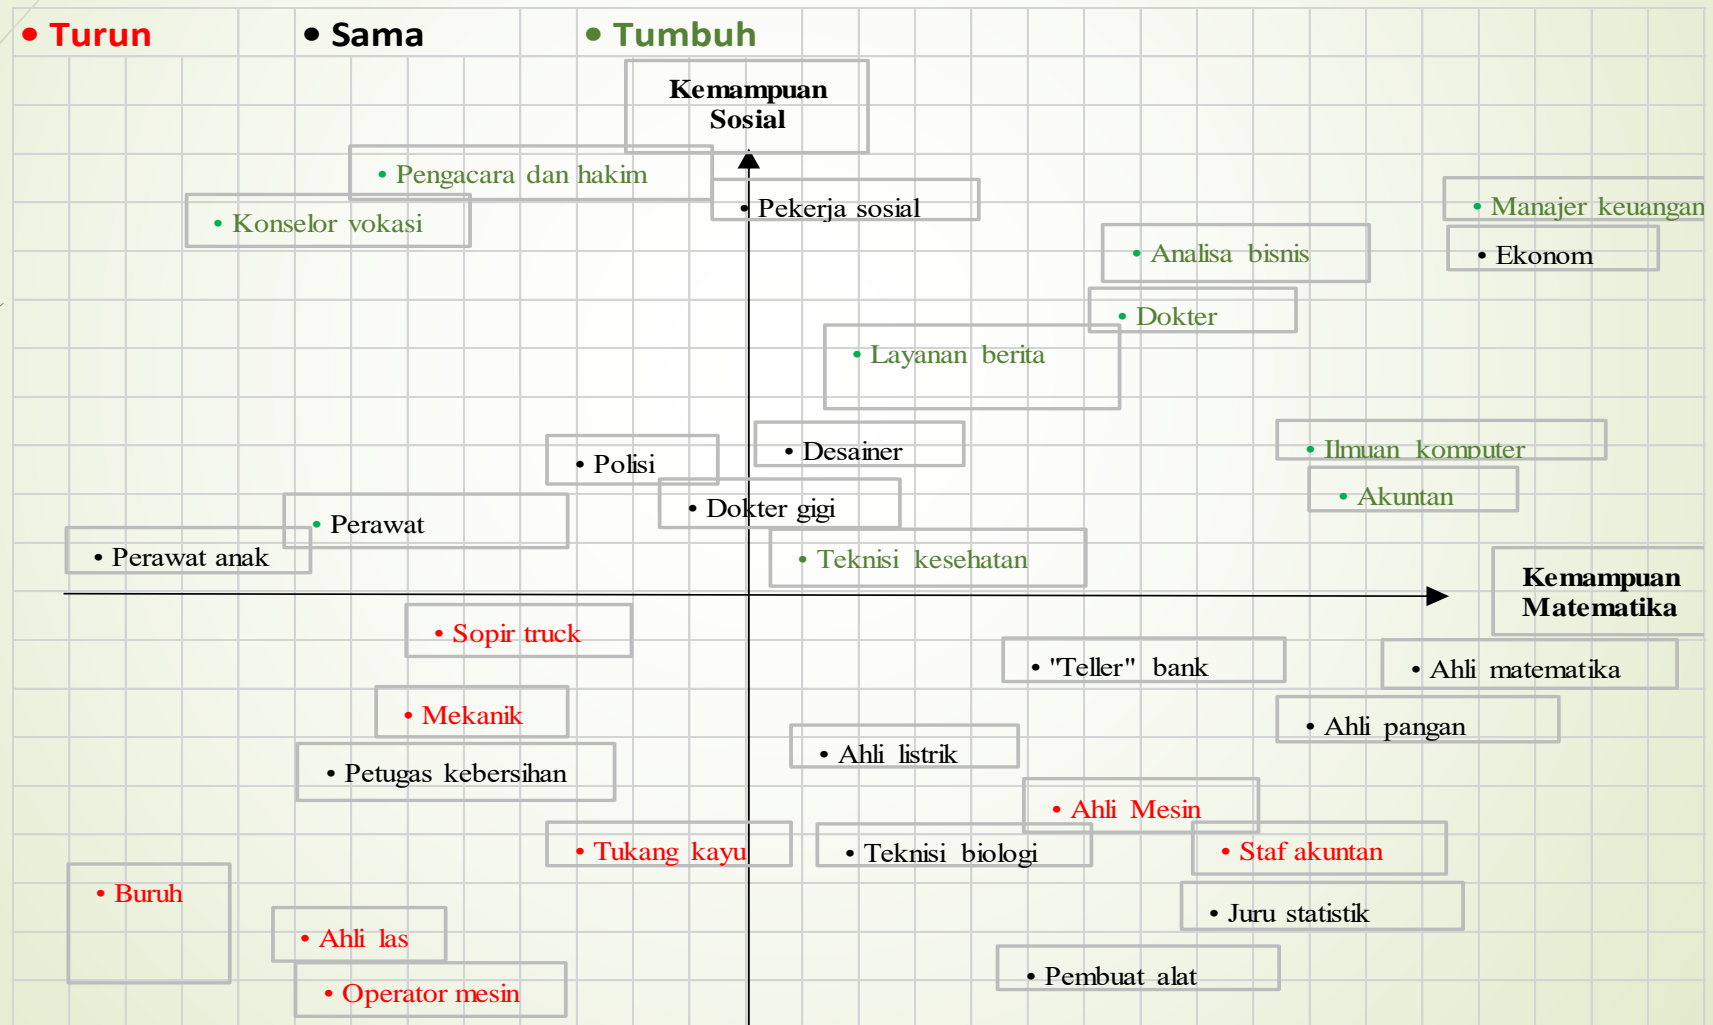 • Turun • Sama • Tumbuh
Kemampuan
Sosial
• Pengacara dan hakim
• Pekerja sosial
• Manajer keuangan
• Konselor vokasi
• Analisa bisnis
• Ekonom
• Dokter
• Layanan berita
• Desainer
• Ilmuan komputer
• Polisi
• Akuntan
• Dokter gigi
• Perawat
• Perawat anak
• Teknisi kesehatan
Kemampuan
Matematika
• Sopir truck
• "Teller" bank
• Ahli matematika
• Mekanik
• Ahli pangan
• Ahli listrik
• Petugas kebersihan
• Ahli Mesin
• Tukang kayu
• Teknisi biologi
• Staf akuntan
• Buruh
• Juru statistik
• Ahli las
• Pembuat alat
• Operator mesin